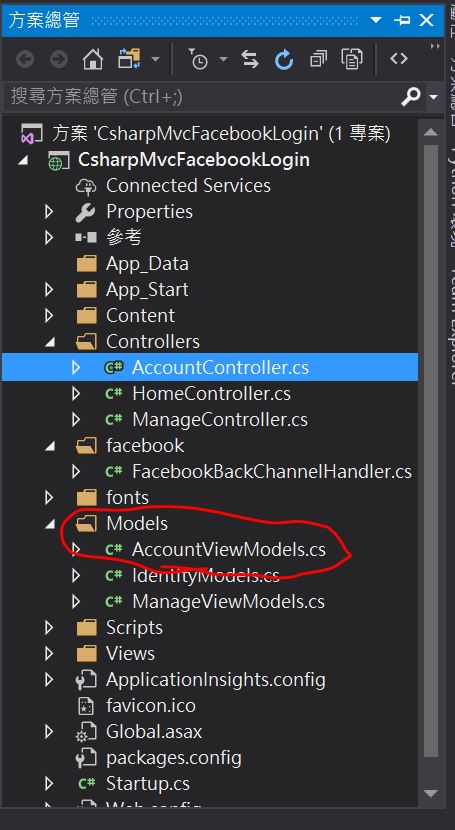 方案總管
搜尋方案總管 (Ctrl+;)
方案 'CsharpMvcFacebookLogin' (1 專案)
CsharpMvcFacebookLogin
Connected Services
Properties
參考
App_Data
App_Start
Content
Controllers
AccountController.cs
HomeController.cs
ManageController.cs
facebook
FacebookBackChannelHandler.cs
fonts
Models
AccountViewModels.cs
IdentityModels.cs
ManageViewModels.cs
Scripts
Views
ApplicationInsights.config
favicon.ico
Global.asax
packages.config
Startup.cs
Web.config
Team Explorer